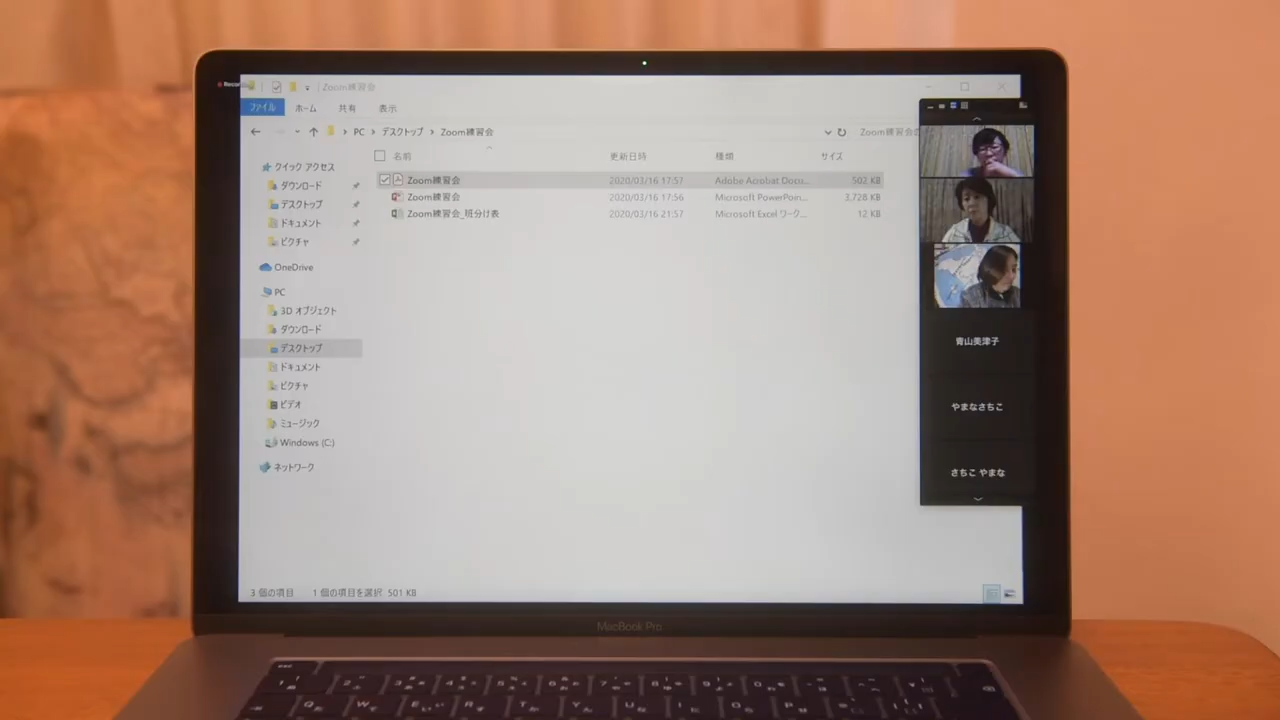 Zoom練習会
ファイル ホーム 共有 表示
PC デスクトップ Zoom練習会
名前 更新日時 種類 サイズ
Zoom練習会 2020/03/16 17:57 Adobe Acrobat Docu... 502 KB
Zoom練習会 2020/03/16 17:56 Microsoft PowerPoin... 3,728 KB
Zoom練習会_班分け表 2020/03/16 21:57 Microsoft Excel ワーク... 12 KB
クイック アクセス
ダウンロード
デスクトップ
ドキュメント
ピクチャ
OneDrive
PC
3D オブジェクト
ダウンロード
デスクトップ
ドキュメント
ピクチャ
ビデオ
ミュージック
Windows (C:)
ネットワーク
青山美津子
やまなさちこ
さちこ やまな
3 個の項目 1 個の項目を選択 501 KB
MacBook Pro